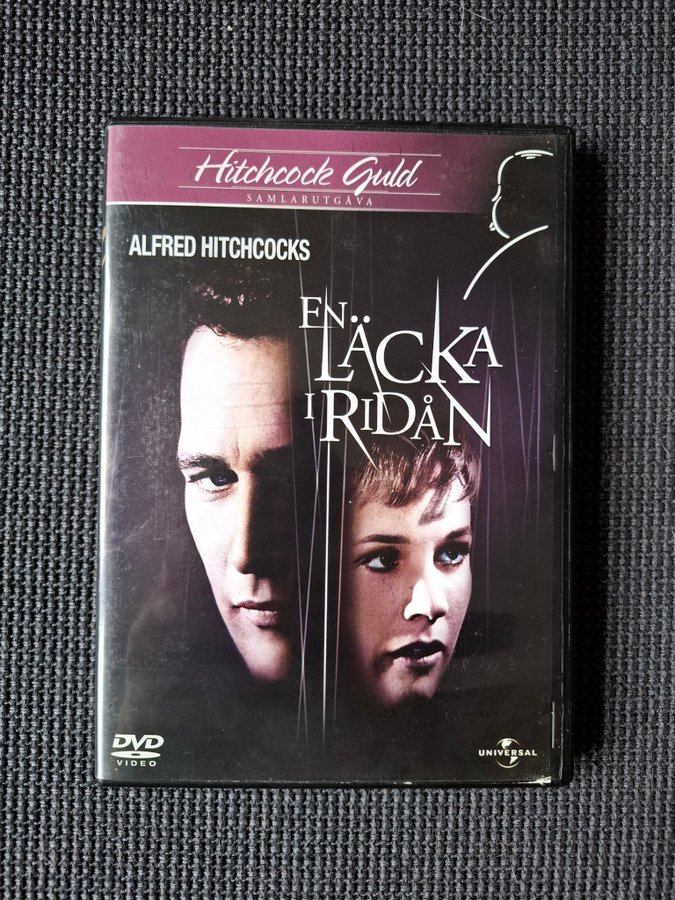 Hitchcock Guld
SAMLARUTGÅVA
ALFRED HITCHCOCKS
EN
LÄCKA
I RIDÅN
DVD
VIDEO
UNIVERSAL